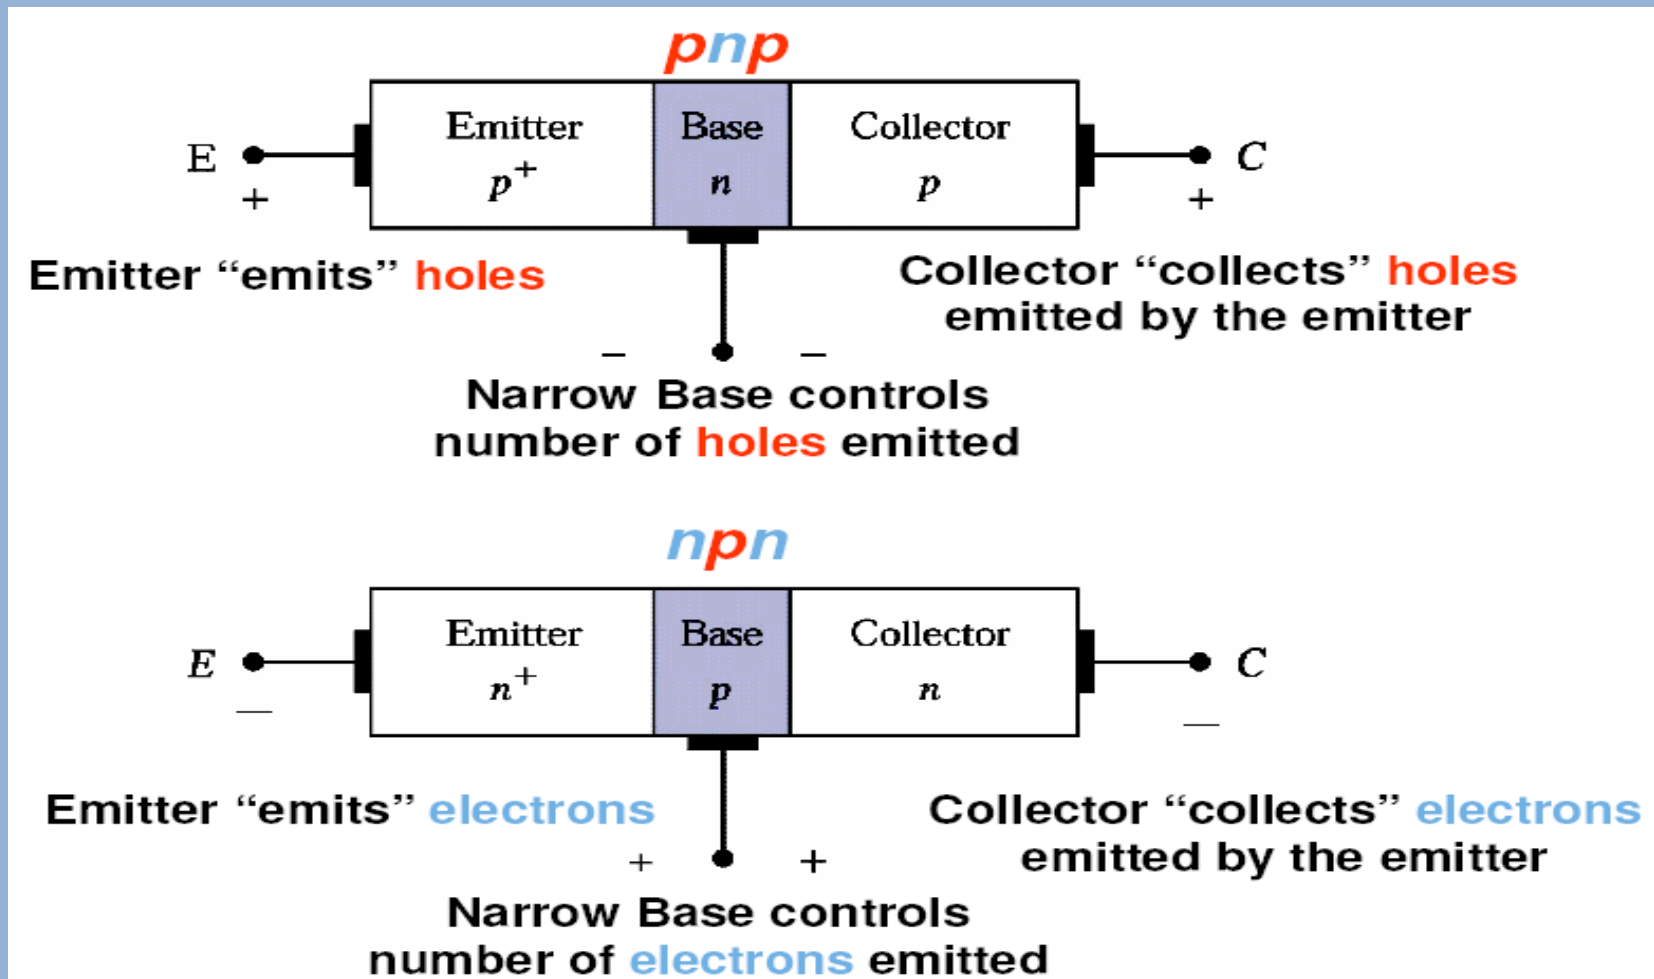 pnp
Emitter Base Collector
E p⁺ n p C
+ +
Emitter “emits” holes
Collector “collects” holes
emitted by the emitter
– –
Narrow Base controls
number of holes emitted
npn
Emitter Base Collector
E n⁺ p n C
— —
Emitter “emits” electrons
Collector “collects” electrons
emitted by the emitter
+ +
Narrow Base controls
number of electrons emitted